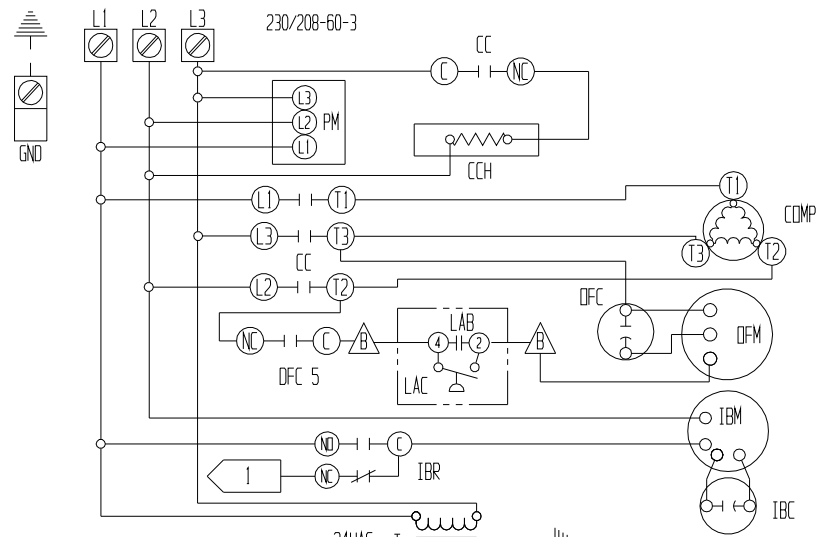 L1 L2 L3 230/208-60-3
CC
C NC
L3
L2 PM
L1
GND
CCH
L1 T1 T1
COMP
L3 T3 T3 T2
CC
L2 T2
DFC
LAB
NC C B 4 2 B OFM
LAC
DFC 5
IBM
NO C
1 NC IBR
IBC
24VAC T